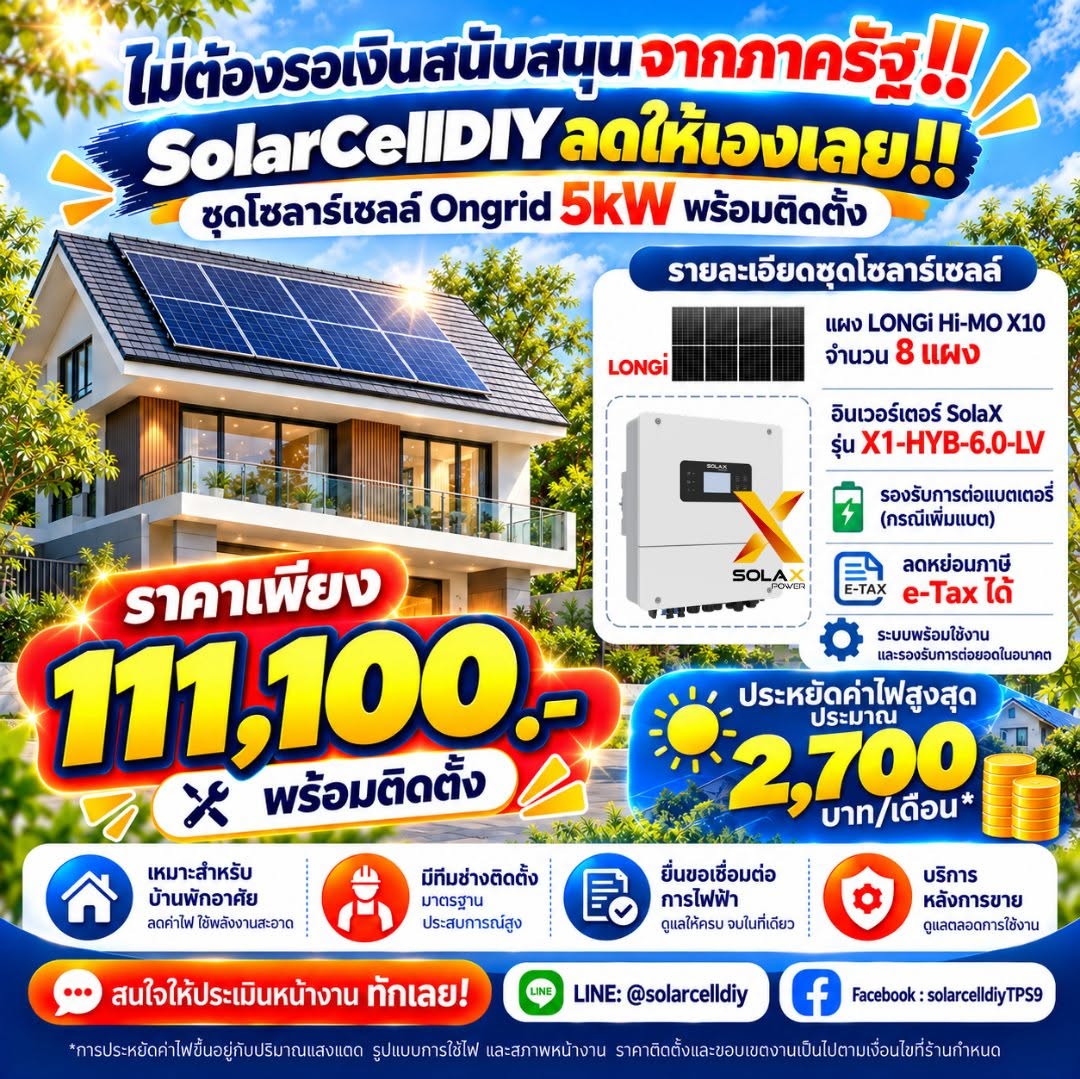 ไม่ต้องรอเงินสนับสนุนจากภาครัฐ!!
SolarCellDIY ลดให้เองเลย!!
ชุดโซลาร์เซลล์ Ongrid 5kW พร้อมติดตั้ง
รายละเอียดชุดโซลาร์เซลล์
LONGi
แผง LONGi Hi-MO X10
จำนวน 8 แผง
SOLAX
SOLAX
POWER
อินเวอร์เตอร์ SolaX
รุ่น X1-HYB-6.0-LV
รองรับการต่อแบตเตอรี่
(กรณีเพิ่มแบต)
E-TAX
ลดหย่อนภาษี
e-Tax ได้
ระบบพร้อมใช้งาน
และรองรับการต่อยอดในอนาคต
ราคาเพียง
111,100.-
พร้อมติดตั้ง
ประหยัดค่าไฟสูงสุด
ประมาณ
2,700
บาท/เดือน*
เหมาะสำหรับ
บ้านพักอาศัย
ลดค่าไฟ ใช้พลังงานสะอาด
มีทีมช่างติดตั้ง
มาตรฐาน
ประสบการณ์สูง
ยื่นขอเชื่อมต่อ
การไฟฟ้า
ดูแลให้ครบ จบในที่เดียว
บริการ
หลังการขาย
ดูแลตลอดการใช้งาน
สนใจให้ประเมินหน้างาน ทักเลย!
LINE
LINE: @solarcelldiy
Facebook : solarcelldiyTPS9
*การประหยัดค่าไฟขึ้นอยู่กับปริมาณแสงแดด รูปแบบการใช้ไฟ และสภาพหน้างาน ราคาติดตั้งและขอบเขตงานเป็นไปตามเงื่อนไขที่ร้านกำหนด